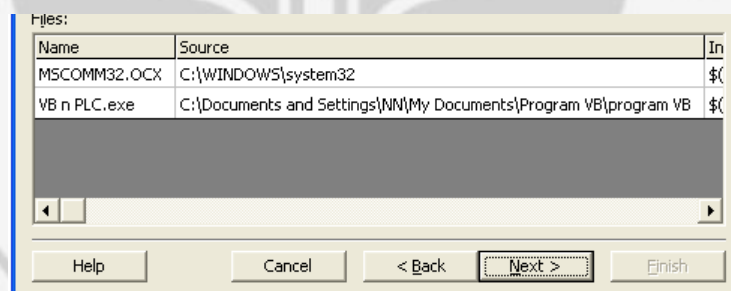 Files:
Name Source In
MSCOMM32.OCX C:\WINDOWS\system32 $(
VB n PLC.exe C:\Documents and Settings\NN\My Documents\Program VB\program VB $(
Help Cancel < Back Next > Finish